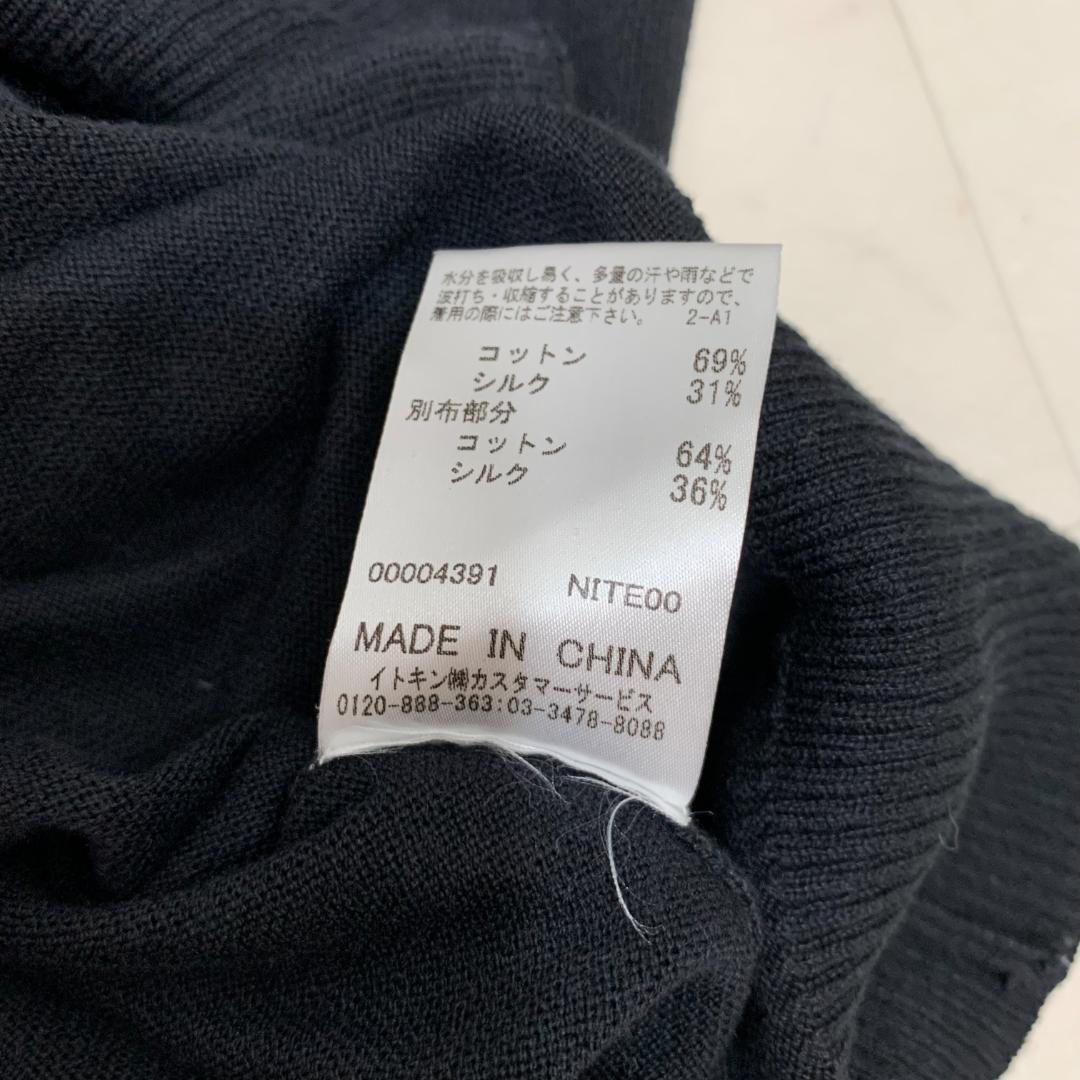 水分を吸収し易く、多量の汗や雨などで
波打ち・収縮することがありますので、
着用の際にはご注意下さい。 2-A1
コットン 69%
シルク 31%
別布部分
コットン 64%
シルク 36%
00004391 NITE00
MADE IN CHINA
イトキン㈱カスタマーサービス
0120-888-363:03-3478-8088